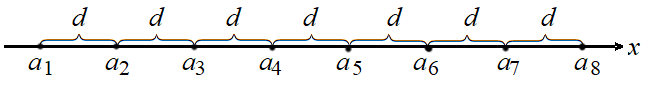 d d d d d d d
x
a₁ a₂ a₃ a₄ a₅ a₆ a₇ a₈